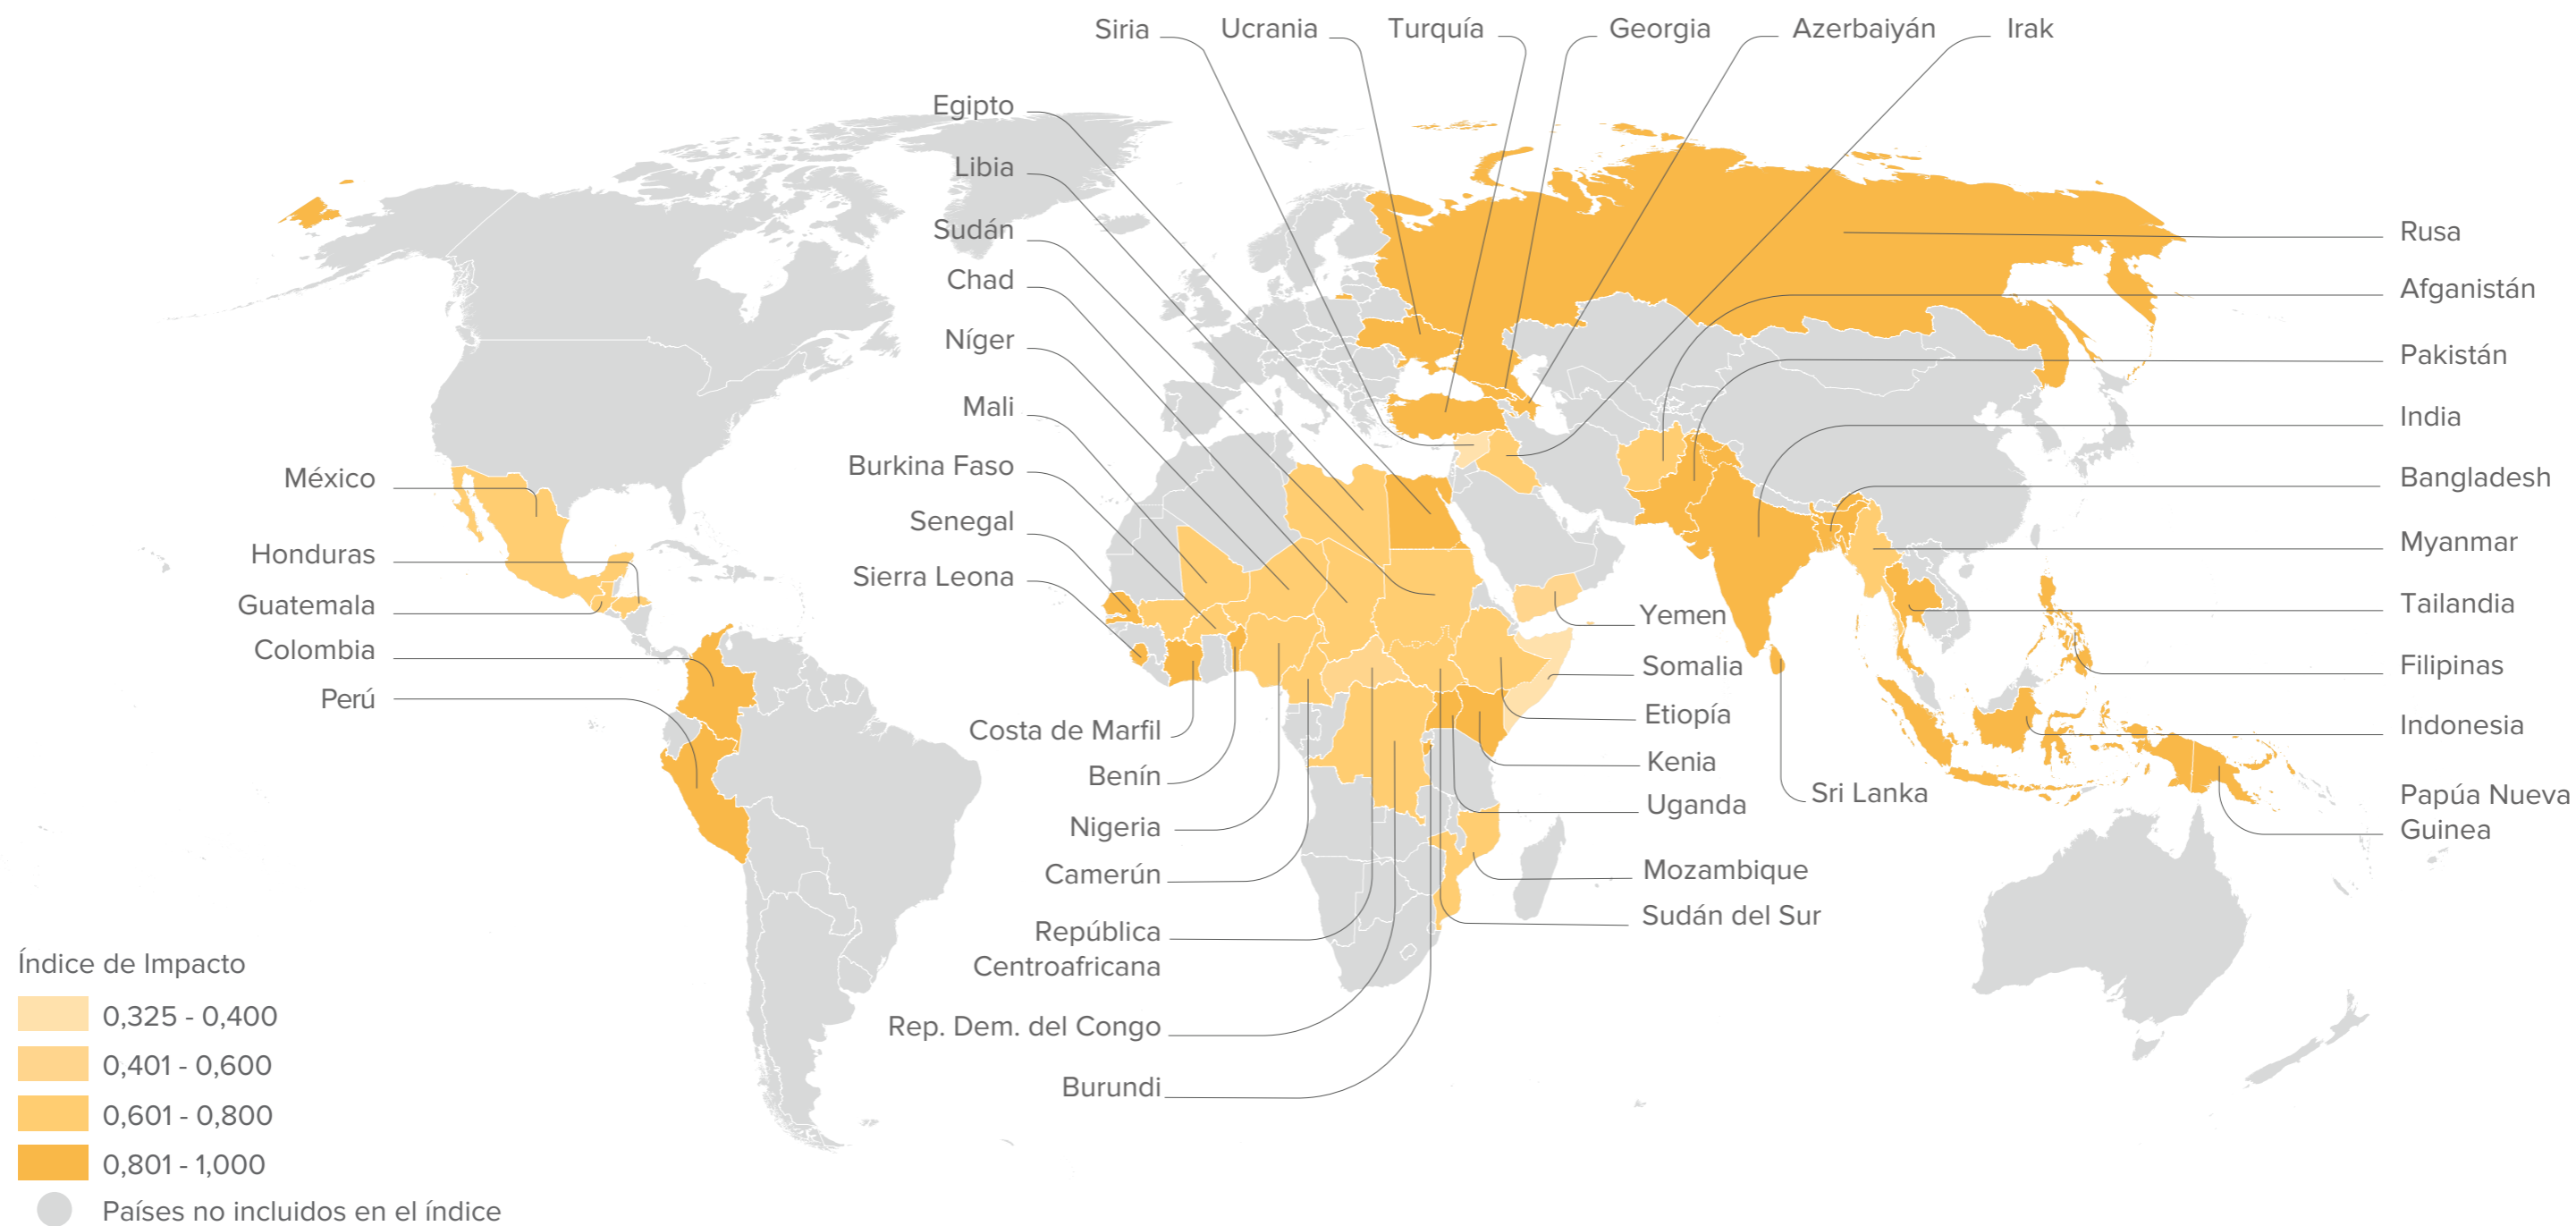 Siria
Ucrania
Turquía
Georgia
Azerbaiyán
Irak
Egipto
Libia
Sudán
Chad
Níger
Mali
Burkina Faso
Senegal
Sierra Leona
México
Honduras
Guatemala
Colombia
Perú
Costa de Marfil
Benín
Nigeria
Camerún
República
Centroafricana
Rep. Dem. del Congo
Burundi
Yemen
Somalia
Etiopía
Kenia
Uganda
Mozambique
Sudán del Sur
Sri Lanka
Rusa
Afganistán
Pakistán
India
Bangladesh
Myanmar
Tailandia
Filipinas
Indonesia
Papúa Nueva
Guinea
Índice de Impacto
0,325 - 0,400
0,401 - 0,600
0,601 - 0,800
0,801 - 1,000
Países no incluidos en el índice